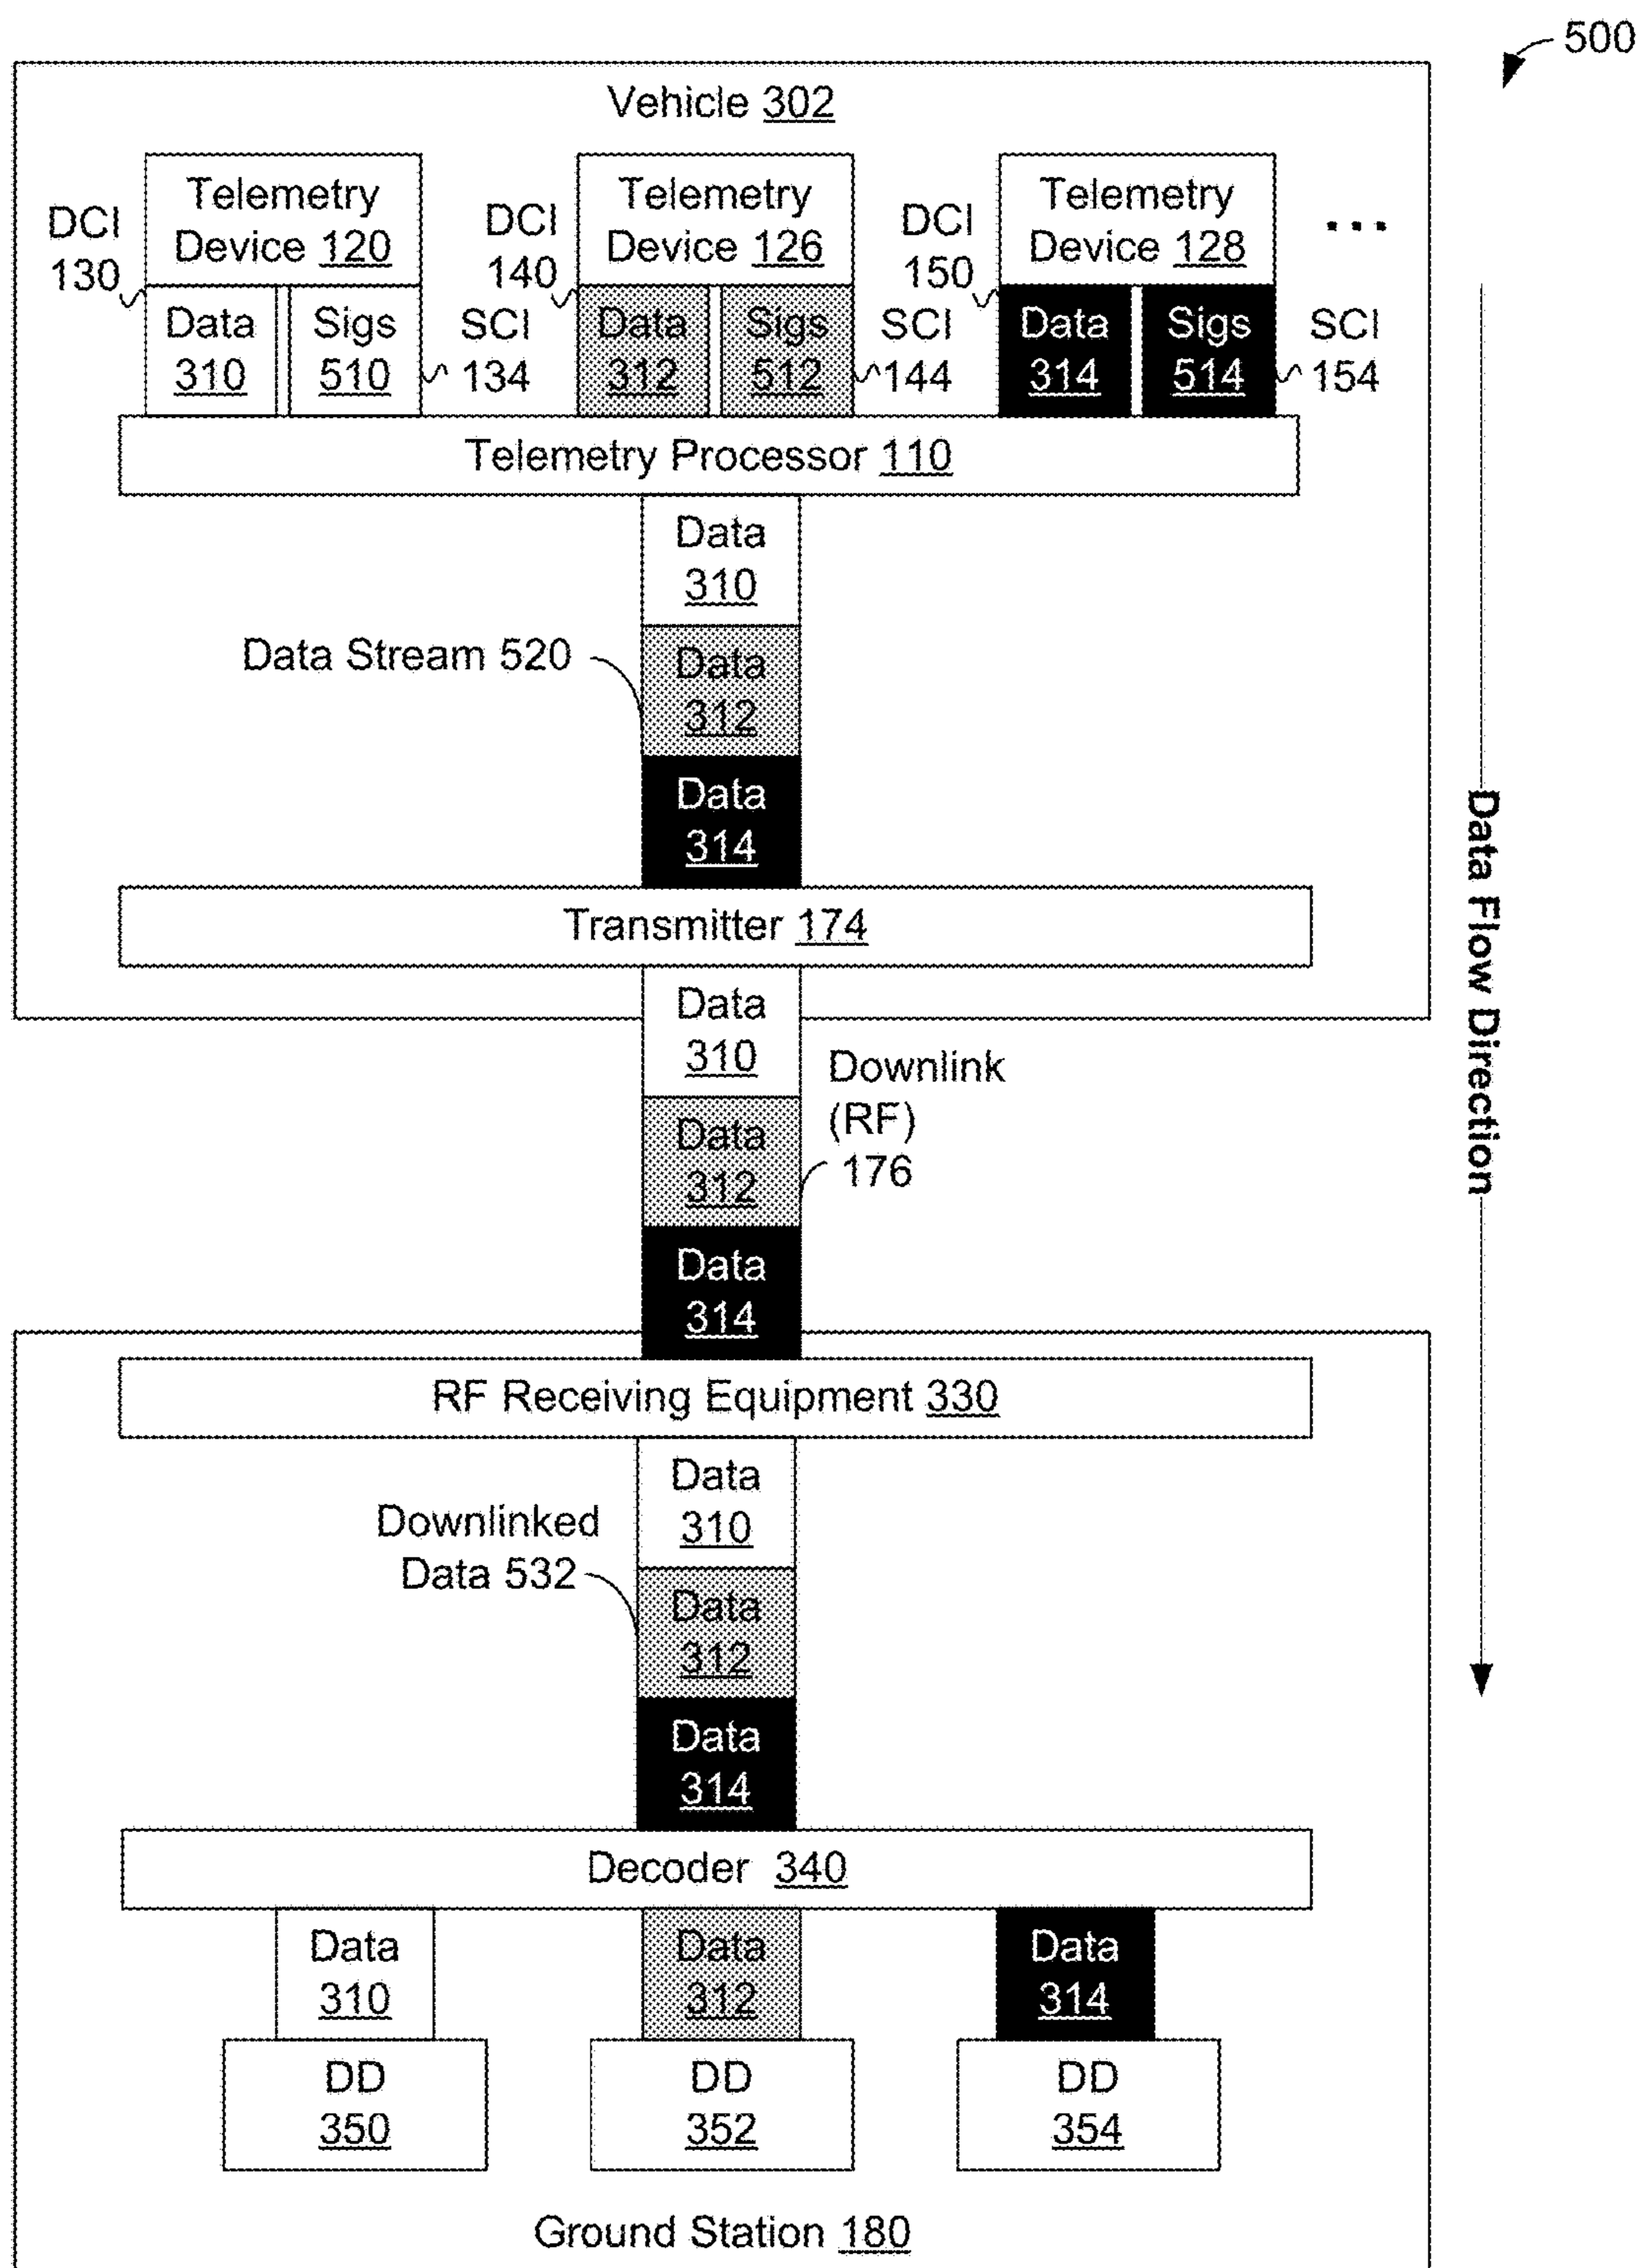 500
Vehicle 302
Telemetry
Device 120
Telemetry
Device 126
Telemetry
Device 128
...
DCI
130
DCI
140
DCI
150
Data
310
Sigs
510
SCI
134
Data
312
Sigs
512
SCI
144
Data
314
Sigs
514
SCI
154
Telemetry Processor 110
Data
310
Data Stream 520
Data
312
Data
314
Transmitter 174
Data
310
Downlink
(RF)
176
Data
312
Data
314
Data Flow Direction
RF Receiving Equipment 330
Data
310
Downlinked
Data 532
Data
312
Data
314
Decoder 340
Data
310
Data
312
Data
314
DD
350
DD
352
DD
354
Ground Station 180